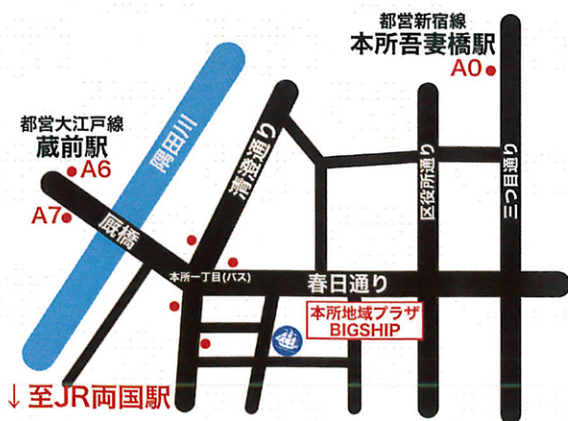 都営新宿線
本所吾妻橋駅
A0
都営大江戸線
蔵前駅
A6
A7
隅田川
清澄通り
区役所通り
三つ目通り
厩橋
本所一丁目(バス)
春日通り
本所地域プラザ
BIGSHIP
↓至JR両国駅